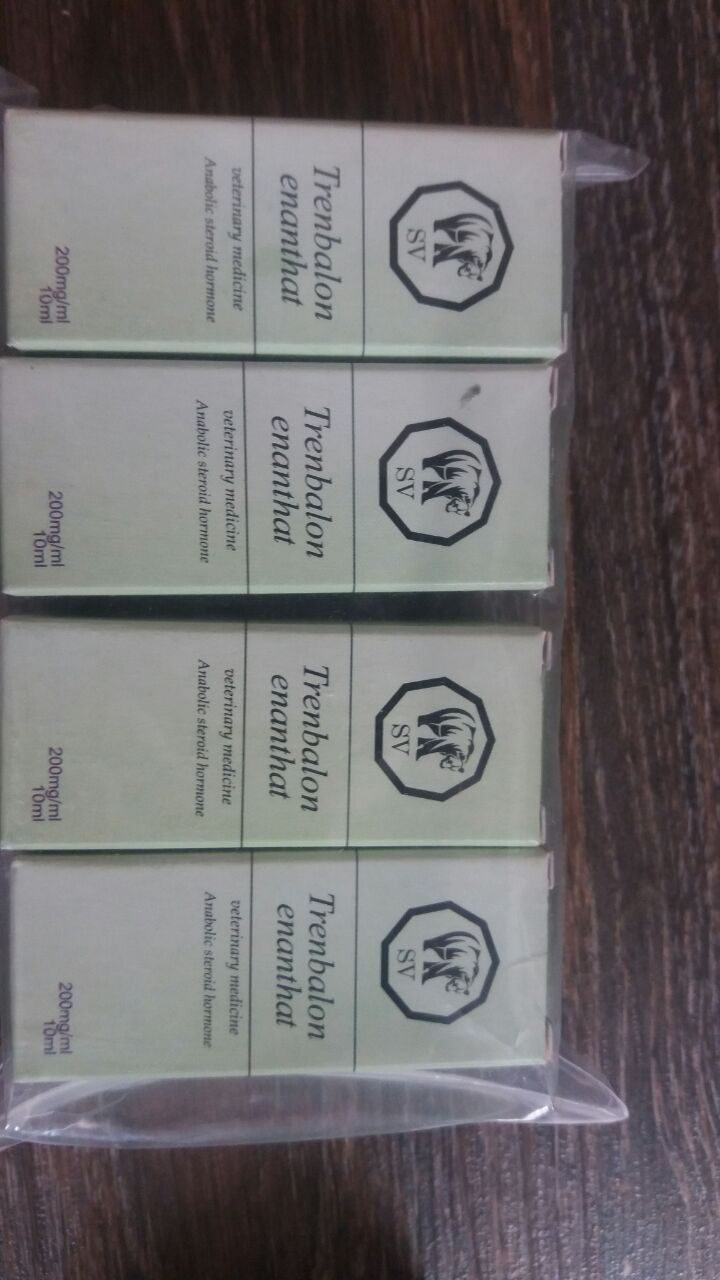 SV
Trenbalon
enanthat
veterinary medicine
Anabolic steroid hormone
200mg/ml
10ml
SV
Trenbalon
enanthat
veterinary medicine
Anabolic steroid hormone
200mg/ml
10ml
SV
Trenbalon
enanthat
veterinary medicine
Anabolic steroid hormone
200mg/ml
10ml
SV
Trenbalon
enanthat
veterinary medicine
Anabolic steroid hormone
200mg/ml
10ml